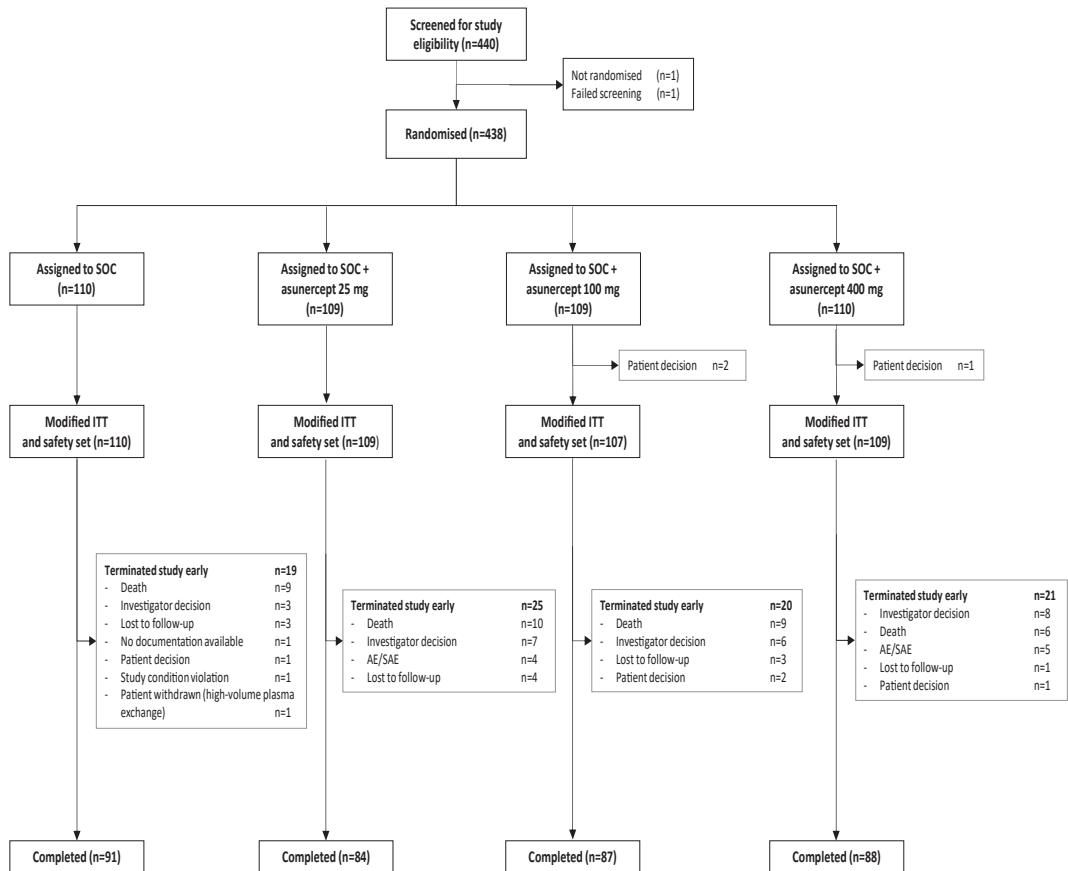 Screened for study
eligibility (n=440)
Not randomised (n=1)
Failed screening (n=1)
Randomised (n=438)
Assigned to SOC
(n=110)
Assigned to SOC +
asunercept 25 mg
(n=109)
Assigned to SOC +
asunercept 100 mg
(n=109)
Assigned to SOC +
asunercept 400 mg
(n=110)
Patient decision n=2
Patient decision n=1
Modified ITT
and safety set (n=110)
Modified ITT
and safety set (n=109)
Modified ITT
and safety set (n=107)
Modified ITT
and safety set (n=109)
Terminated study early n=19
- Death n=9
- Investigator decision n=3
- Lost to follow-up n=3
- No documentation available n=1
- Patient decision n=1
- Study condition violation n=1
- Patient withdrawn (high-volume plasma
exchange) n=1
Terminated study early n=25
- Death n=10
- Investigator decision n=7
- AE/SAE n=4
- Lost to follow-up n=4
Terminated study early n=20
- Death n=9
- Investigator decision n=6
- Lost to follow-up n=3
- Patient decision n=2
Terminated study early n=21
- Investigator decision n=8
- Death n=6
- AE/SAE n=5
- Lost to follow-up n=1
- Patient decision n=1
Completed (n=91)
Completed (n=84)
Completed (n=87)
Completed (n=88)